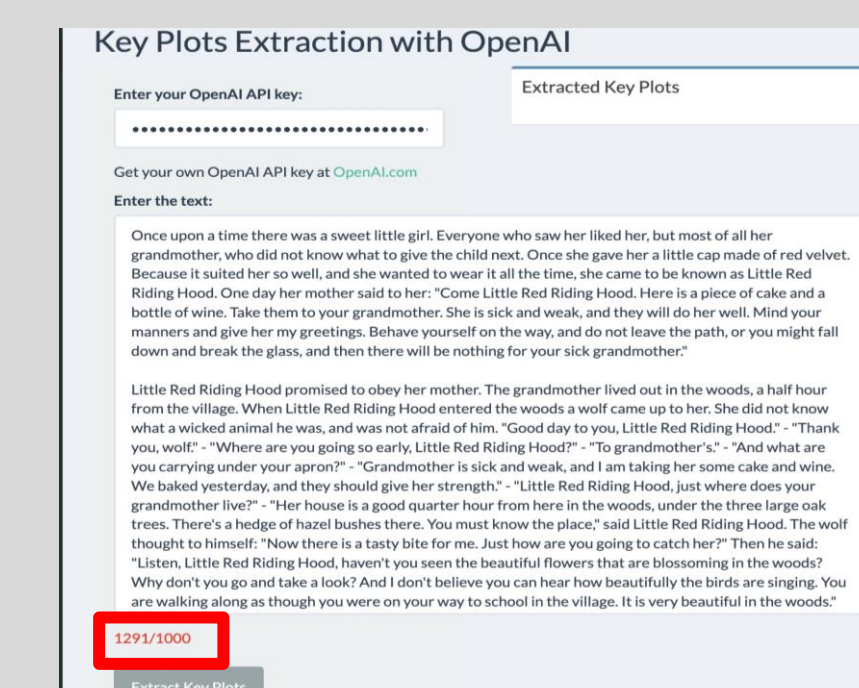 Key Plots Extraction with OpenAI
Enter your OpenAI API key:
Get your own OpenAI API key at OpenAI.com
Enter the text:
Once upon a time there was a sweet little girl. Everyone who saw her liked her, but most of all her
grandmother, who did not know what to give the child next. Once she gave her a little cap made of red velvet.
Because it suited her so well, and she wanted to wear it all the time, she came to be known as Little Red
Riding Hood. One day her mother said to her: "Come Little Red Riding Hood. Here is a piece of cake and a
bottle of wine. Take them to your grandmother. She is sick and weak, and they will do her well. Mind your
manners and give her my greetings. Behave yourself on the way, and do not leave the path, or you might fall
down and break the glass, and then there will be nothing for your sick grandmother."
Little Red Riding Hood promised to obey her mother. The grandmother lived out in the woods, a half hour
from the village. When Little Red Riding Hood entered the woods a wolf came up to her. She did not know
what a wicked animal he was, and was not afraid of him. "Good day to you, Little Red Riding Hood." - "Thank
you, wolf." - "Where are you going so early, Little Red Riding Hood?" - "To grandmother's." - "And what are
you carrying under your apron?" - "Grandmother is sick and weak, and I am taking her some cake and wine.
We baked yesterday, and they should give her strength." - "Little Red Riding Hood, just where does your
grandmother live?" - "Her house is a good quarter hour from here in the woods, under the three large oak
trees. There's a hedge of hazel bushes there. You must know the place," said Little Red Riding Hood. The wolf
thought to himself: "Now there is a tasty bite for me. Just how are you going to catch her?" Then he said:
"Listen, Little Red Riding Hood, haven't you seen the beautiful flowers that are blossoming in the woods?
Why don't you go and take a look? And I don't believe you can hear how beautifully the birds are singing. You
are walking along as though you were on your way to school in the village. It is very beautiful in the woods."
1291/1000
Extract Key Plots
Extracted Key Plots